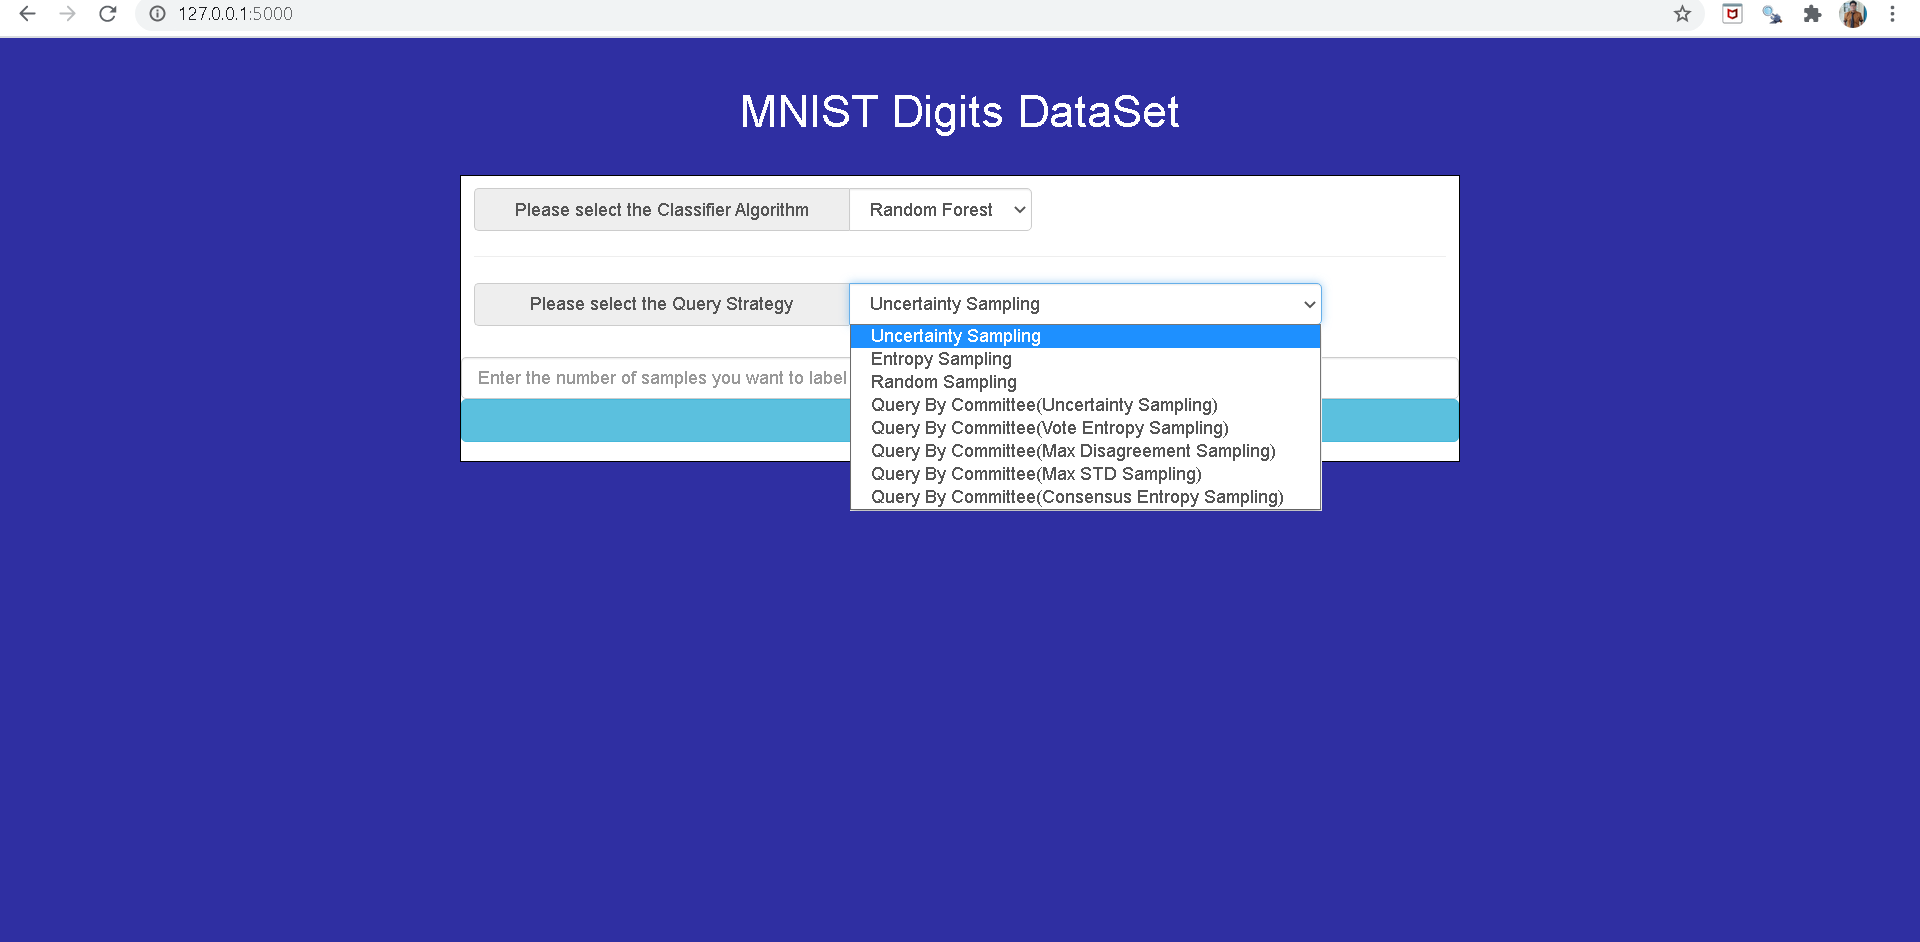 127.0.0.1:5000
MNIST Digits DataSet
Please select the Classifier Algorithm
Random Forest
Please select the Query Strategy
Uncertainty Sampling
Uncertainty Sampling
Entropy Sampling
Enter the number of samples you want to label
Random Sampling
Query By Committee(Uncertainty Sampling)
Query By Committee(Vote Entropy Sampling)
Query By Committee(Max Disagreement Sampling)
Query By Committee(Max STD Sampling)
Query By Committee(Consensus Entropy Sampling)